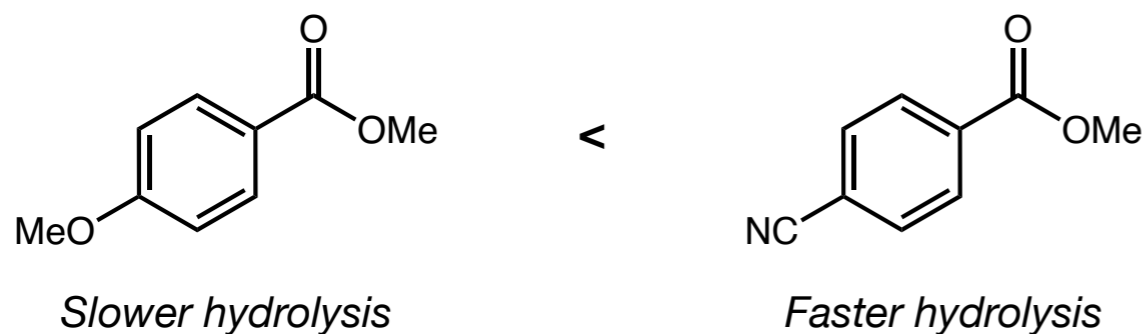 O
OMe
MeO
Slower hydrolysis
<
O
OMe
NC
Faster hydrolysis